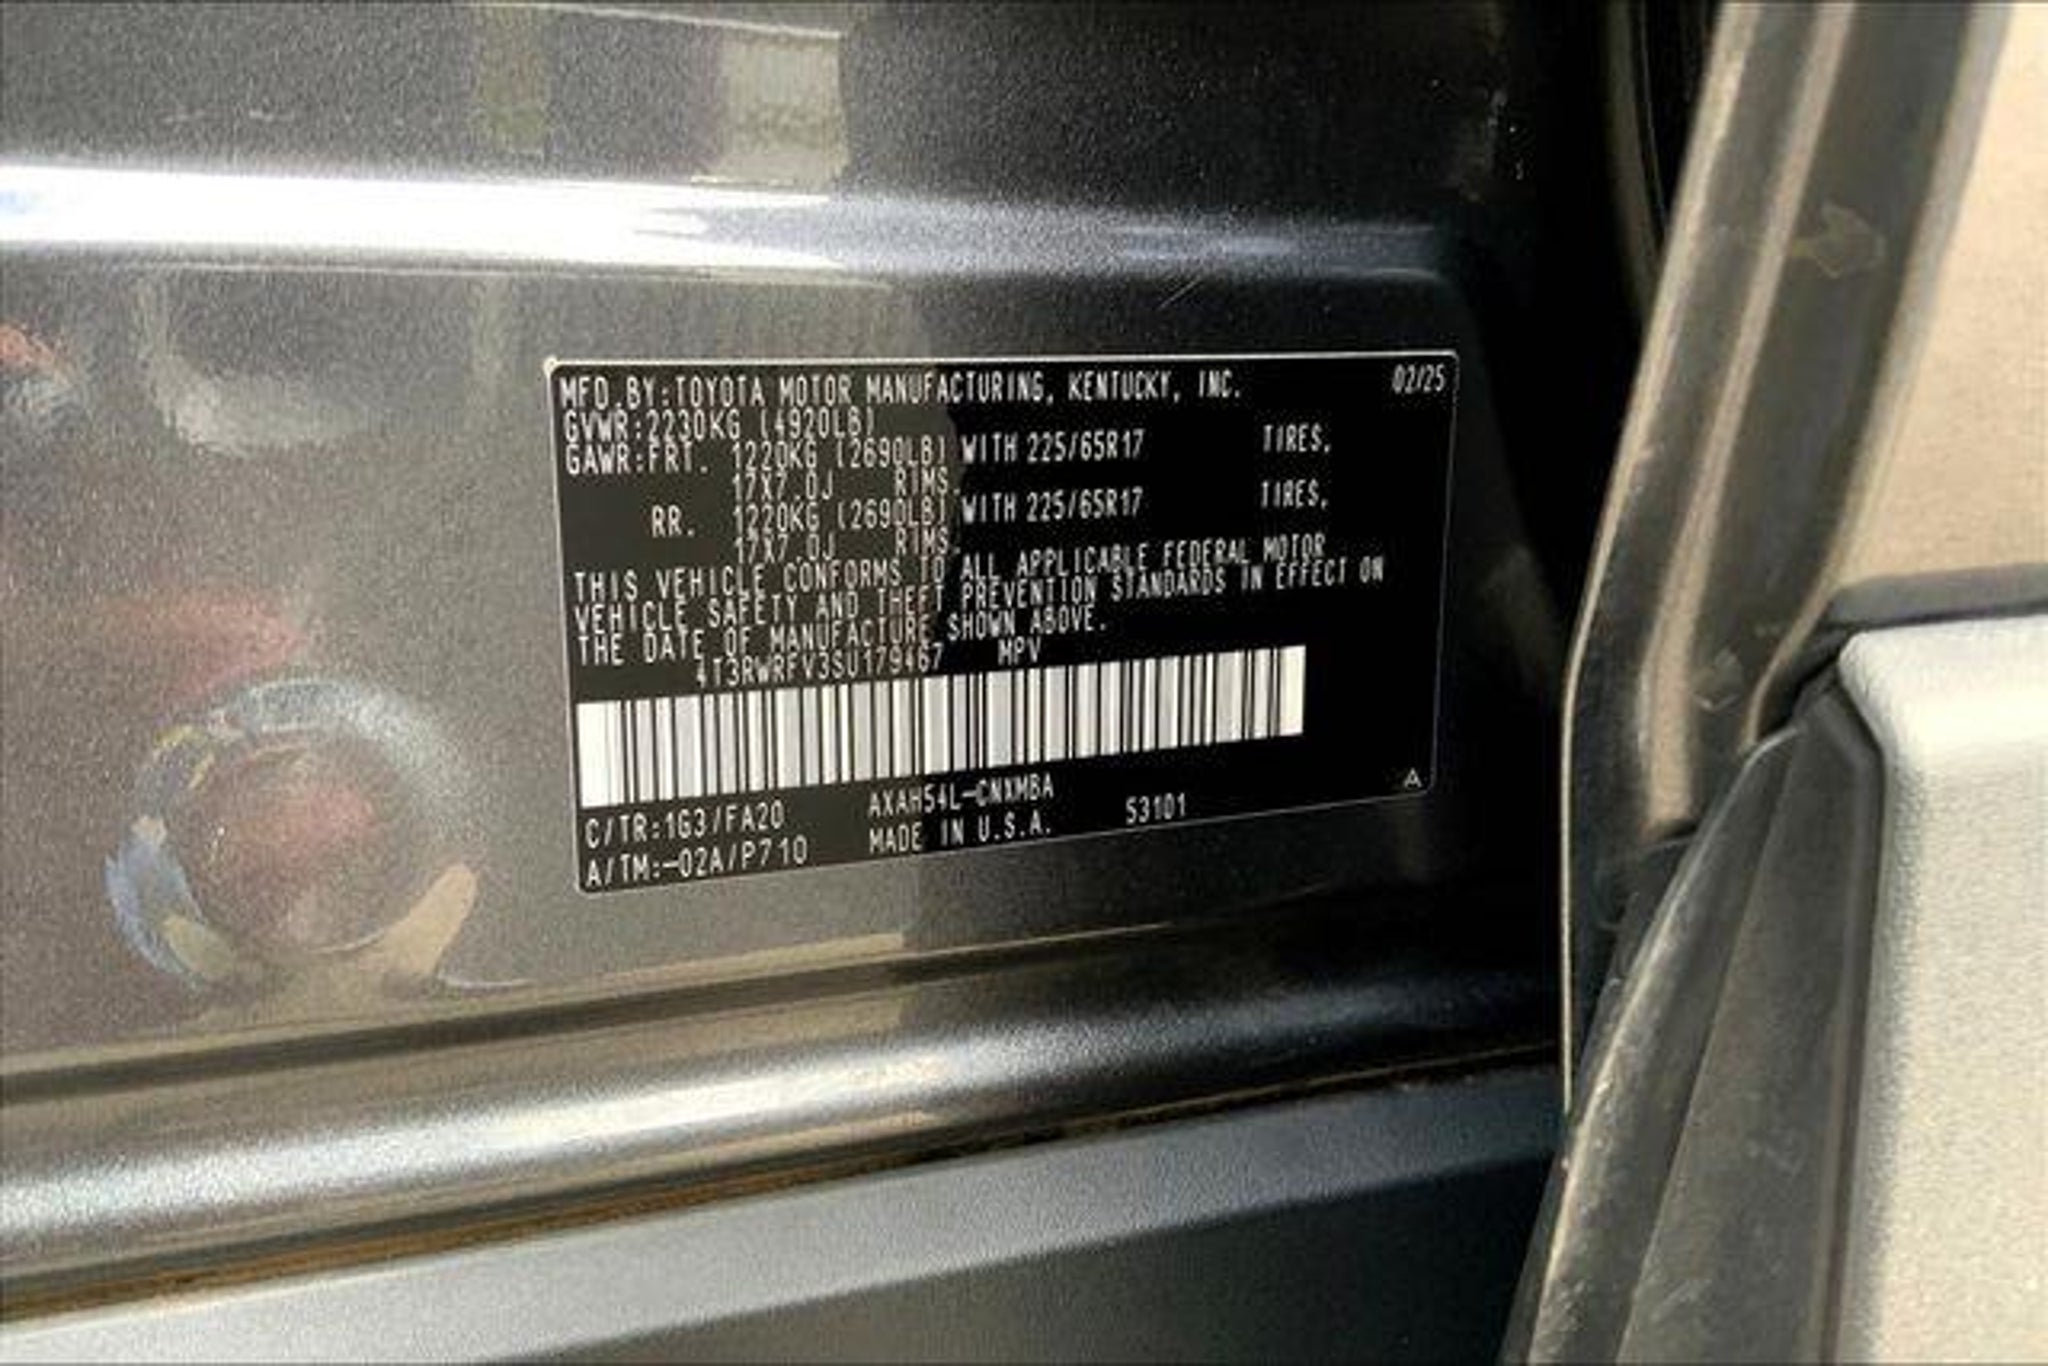 MFD.BY:TOYOTA MOTOR MANUFACTURING, KENTUCKY, INC. 02/25
GVWR:2230KG (4920LB)
GAWR:FRT. 1220KG (2690LB) WITH 225/65R17 TIRES,
17X7.0J RIMS.
RR. 1220KG (2690LB) WITH 225/65R17 TIRES,
17X7.0J RIMS.
THIS VEHICLE CONFORMS TO ALL APPLICABLE FEDERAL MOTOR
VEHICLE SAFETY AND THEFT PREVENTION STANDARDS IN EFFECT ON
THE DATE OF MANUFACTURE SHOWN ABOVE.
4T3RWRFV3SU179467 MPV
C/TR:1G3/FA20 AXAH54L-CNXMBA
A/TM:-02A/P710 MADE IN U.S.A. 53101 A